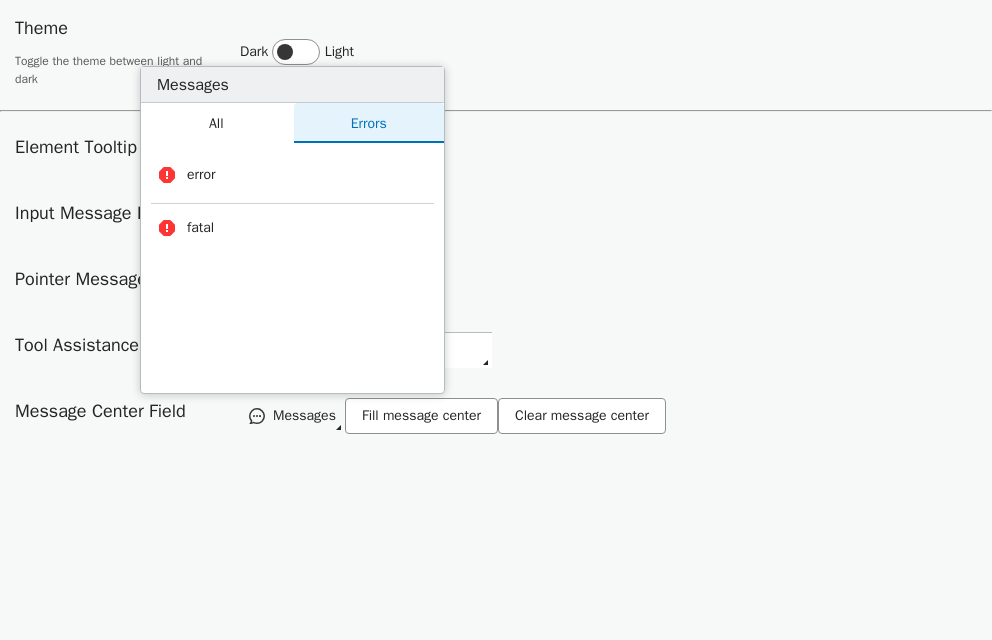 Theme
Toggle the theme between light and
dark
Dark
Light
Messages
All
Errors
error
fatal
Element Tooltip
Input Message
Pointer Message
Tool Assistance
Message Center Field
Messages
Fill message center
Clear message center